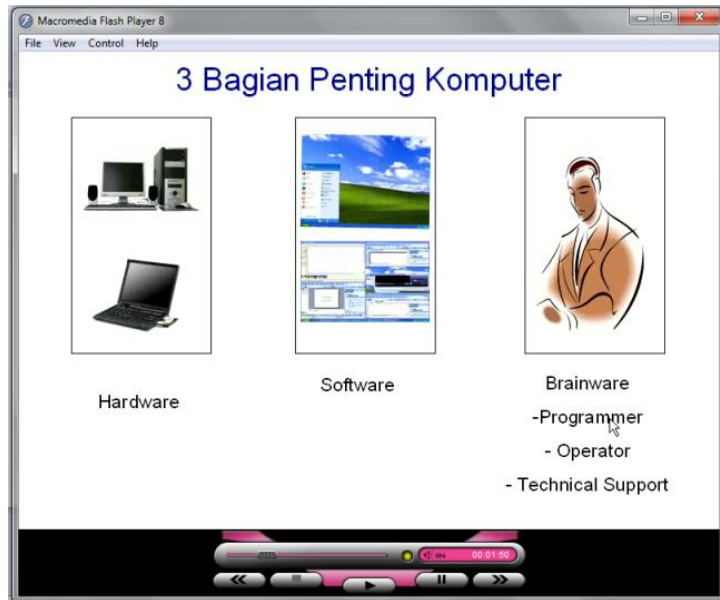 Macromedia Flash Player 8
File View Control Help
3 Bagian Penting Komputer
Hardware
Software
Brainware
-Programmer
- Operator
- Technical Support
ON 00:01:50